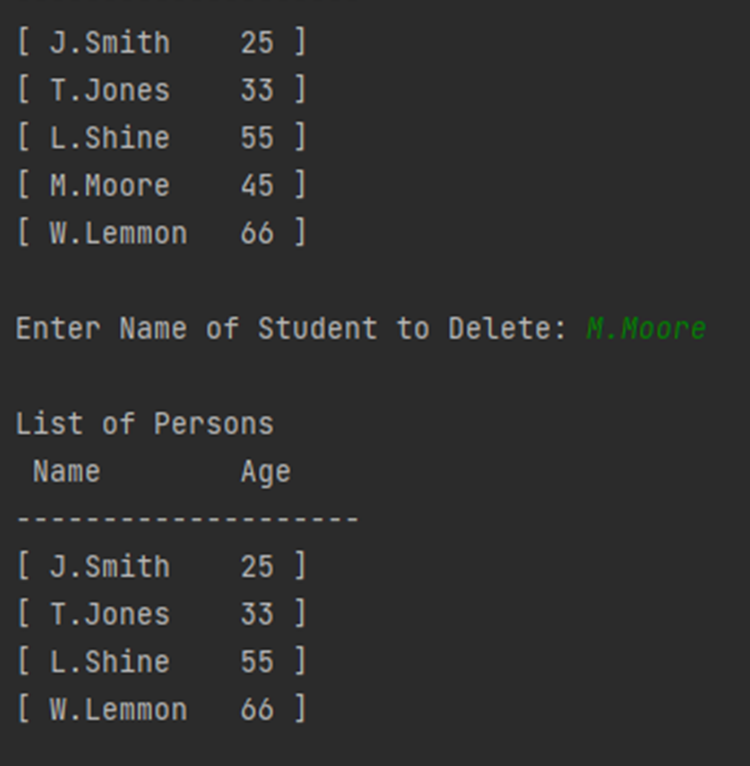 [ J.Smith    25 ]
[ T.Jones    33 ]
[ L.Shine    55 ]
[ M.Moore    45 ]
[ W.Lemmon   66 ]
Enter Name of Student to Delete: M.Moore
List of Persons
 Name        Age
--------------------
[ J.Smith    25 ]
[ T.Jones    33 ]
[ L.Shine    55 ]
[ W.Lemmon   66 ]